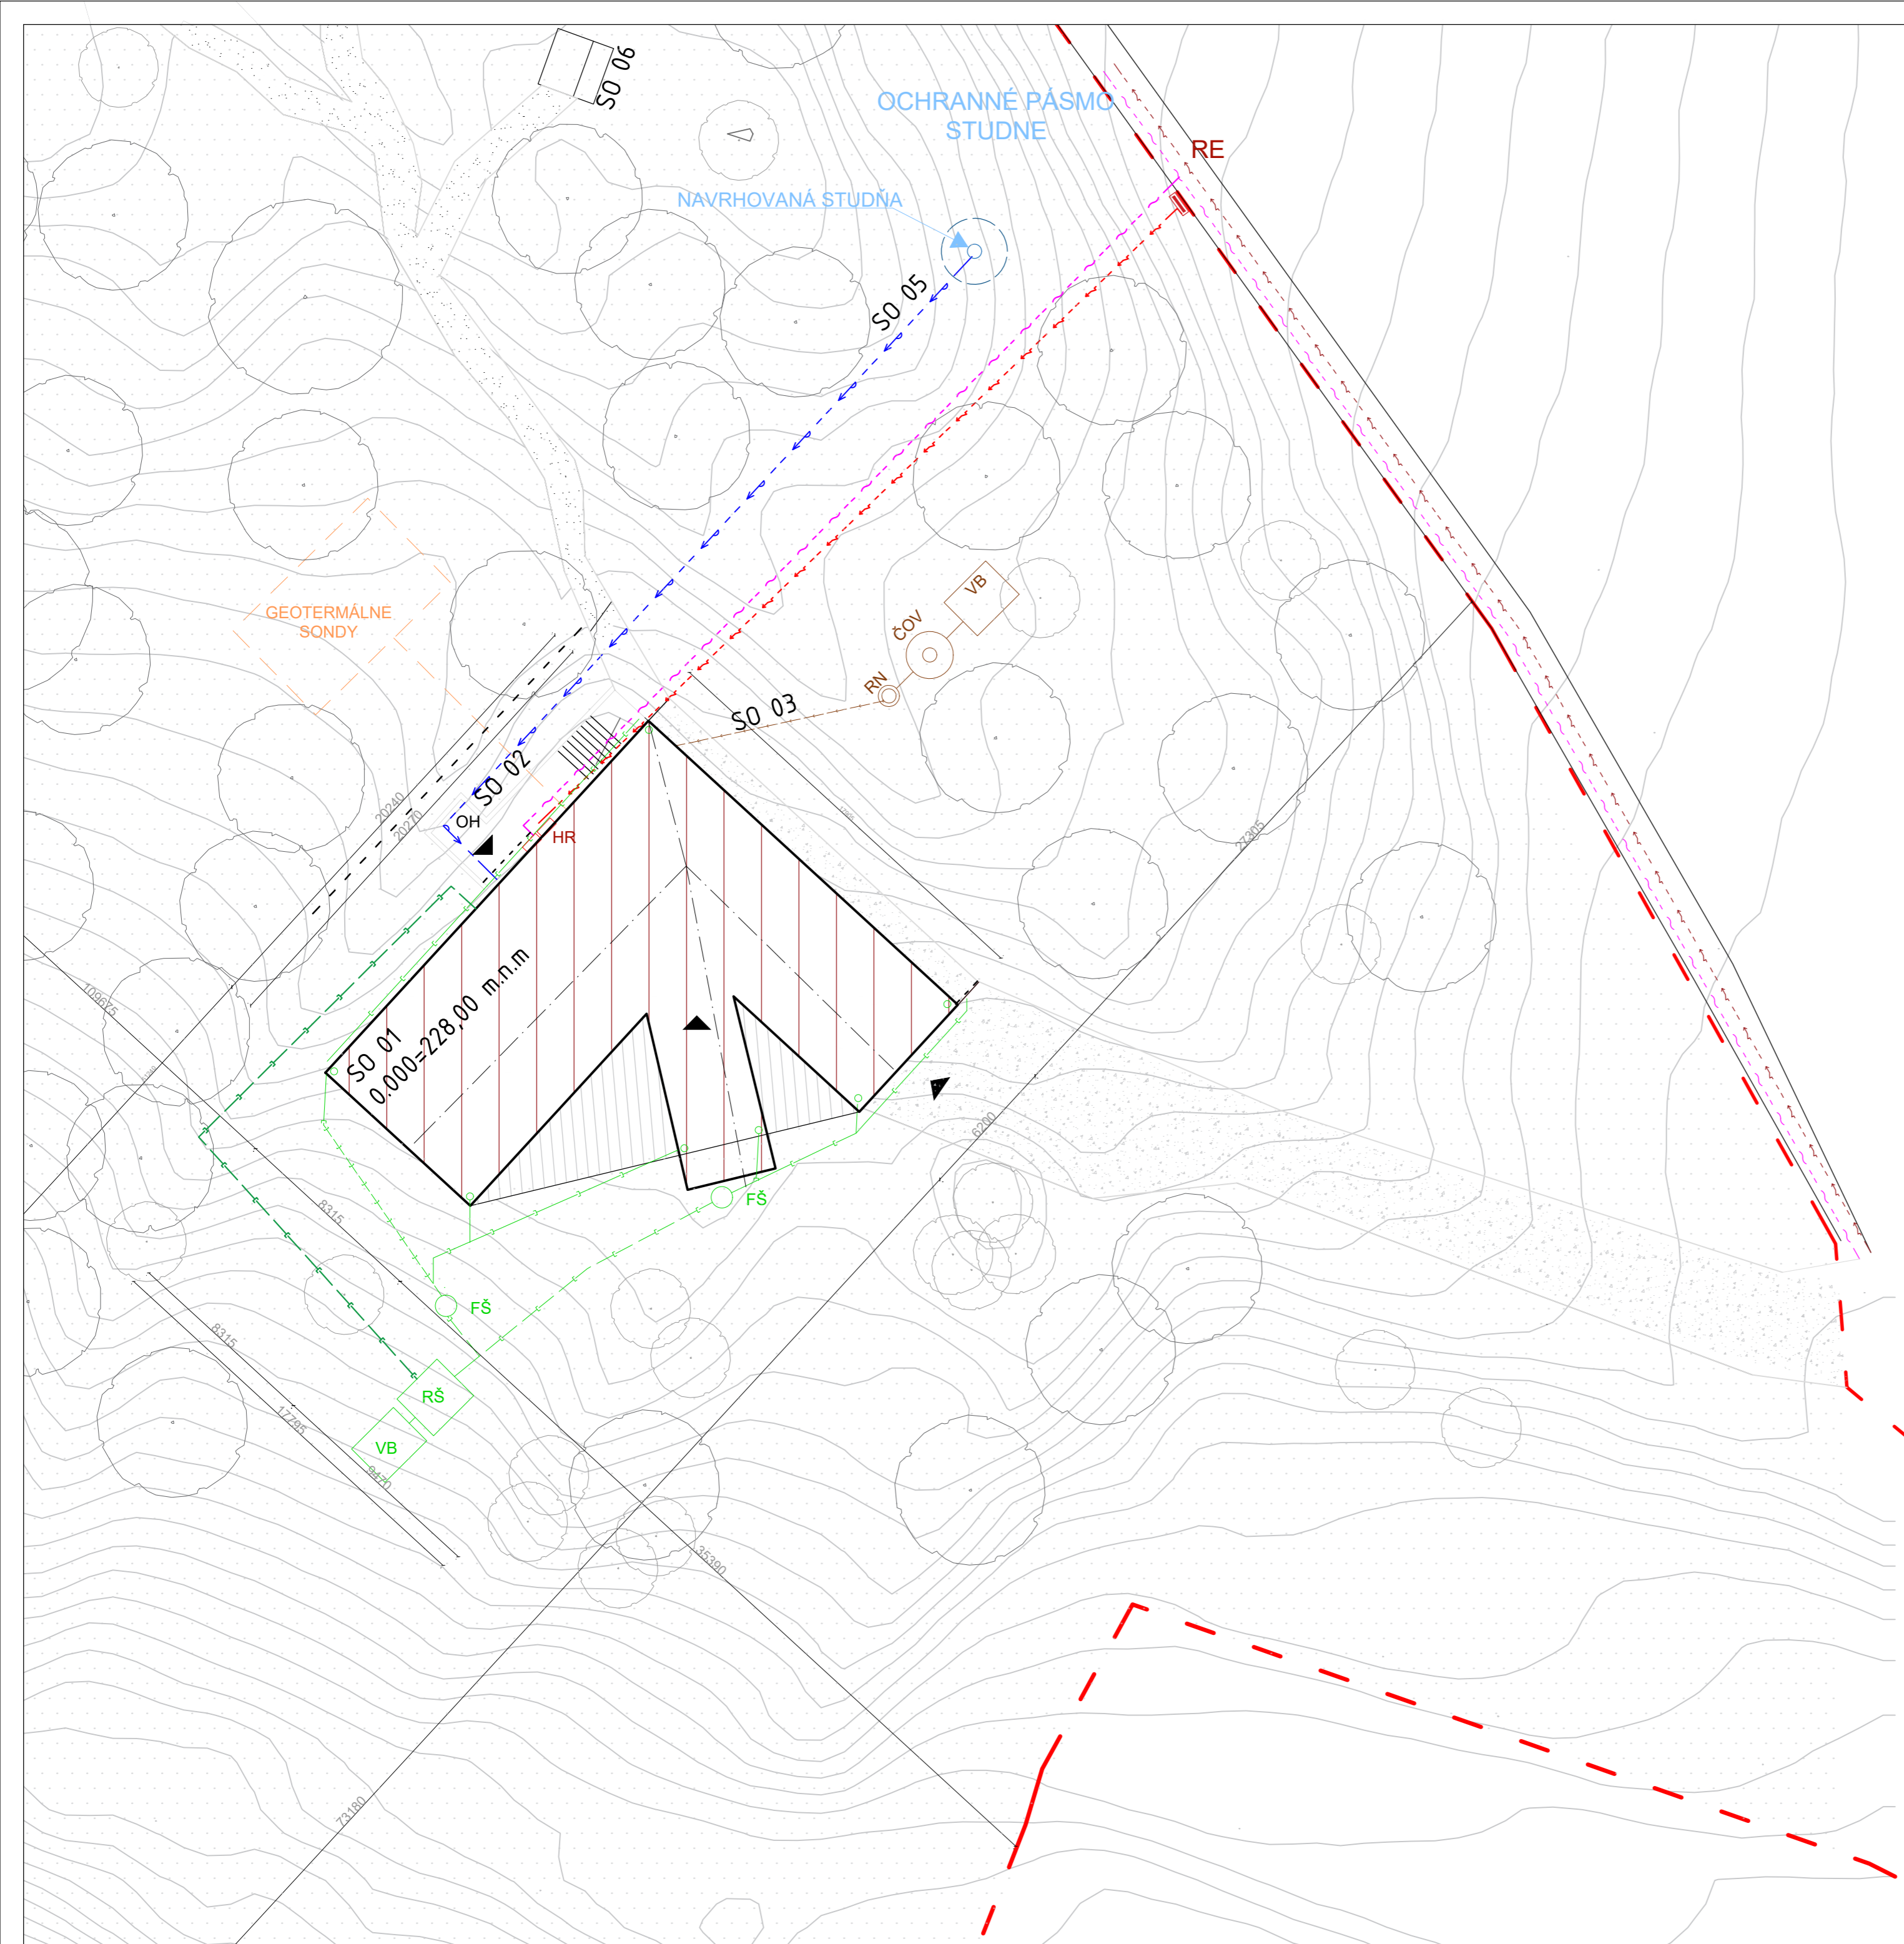 SO 06
OCHRANNÉ PÁSMO
STUDNE
RE
NAVRHOVANÁ STUDŇA
SO 05
GEOTERMÁLNE
SONDY
VB
ČOV
RN
SO 03
SO 02
20240
20270
OH
HR
27305
109675
SO 01
0.000=228,00 m.n.m
6200
8315
FŠ
FŠ
8315
RŠ
17795
VB
9470
35390
73180